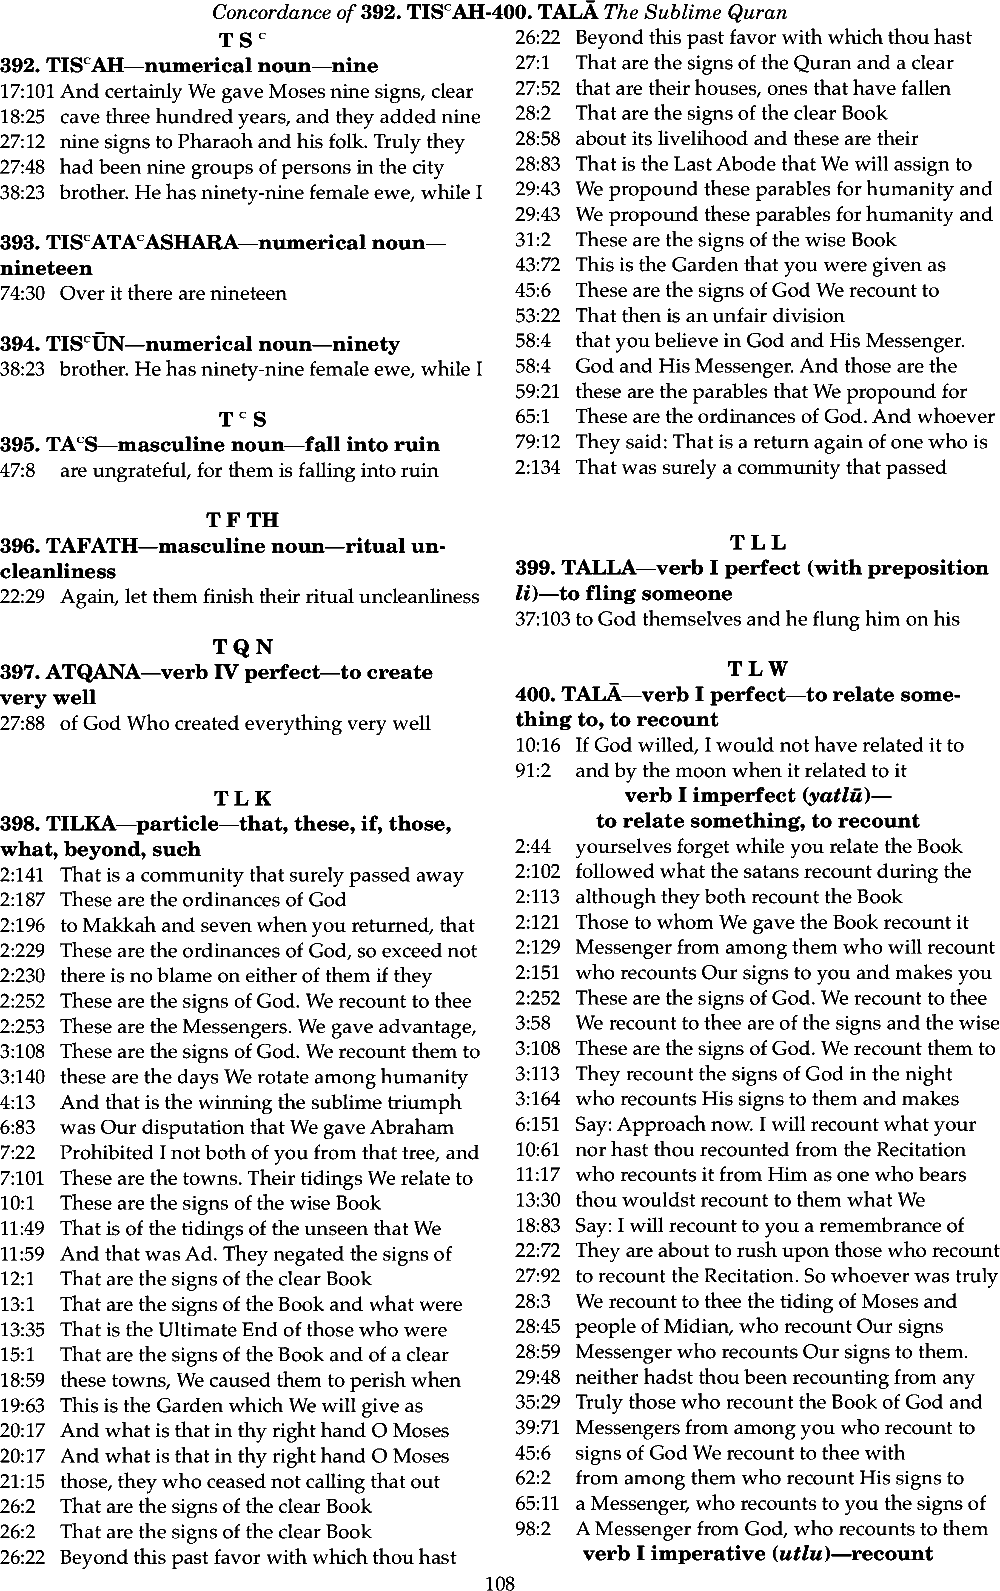 Concordance of 392. TISᶜAH-400. TALĀ The Sublime Quran
T S ᶜ
392. TISᶜAH—numerical noun—nine
17:101 And certainly We gave Moses nine signs, clear
18:25 cave three hundred years, and they added nine
27:12 nine signs to Pharaoh and his folk. Truly they
27:48 had been nine groups of persons in the city
38:23 brother. He has ninety-nine female ewe, while I
393. TISᶜATAᶜASHARA—numerical noun—
nineteen
74:30 Over it there are nineteen
394. TISᶜŪN—numerical noun—ninety
38:23 brother. He has ninety-nine female ewe, while I
T ᶜ S
395. TAᶜS—masculine noun—fall into ruin
47:8 are ungrateful, for them is falling into ruin
T F TH
396. TAFATH—masculine noun—ritual un-
cleanliness
22:29 Again, let them finish their ritual uncleanliness
T Q N
397. ATQANA—verb IV perfect—to create
very well
27:88 of God Who created everything very well
T L K
398. TILKA—particle—that, these, if, those,
what, beyond, such
2:141 That is a community that surely passed away
2:187 These are the ordinances of God
2:196 to Makkah and seven when you returned, that
2:229 These are the ordinances of God, so exceed not
2:230 there is no blame on either of them if they
2:252 These are the signs of God. We recount to thee
2:253 These are the Messengers. We gave advantage,
3:108 These are the signs of God. We recount them to
3:140 these are the days We rotate among humanity
4:13 And that is the winning the sublime triumph
6:83 was Our disputation that We gave Abraham
7:22 Prohibited I not both of you from that tree, and
7:101 These are the towns. Their tidings We relate to
10:1 These are the signs of the wise Book
11:49 That is of the tidings of the unseen that We
11:59 And that was Ad. They negated the signs of
12:1 That are the signs of the clear Book
13:1 That are the signs of the Book and what were
13:35 That is the Ultimate End of those who were
15:1 That are the signs of the Book and of a clear
18:59 these towns, We caused them to perish when
19:63 This is the Garden which We will give as
20:17 And what is that in thy right hand O Moses
20:17 And what is that in thy right hand O Moses
21:15 those, they who ceased not calling that out
26:2 That are the signs of the clear Book
26:2 That are the signs of the clear Book
26:22 Beyond this past favor with which thou hast
26:22 Beyond this past favor with which thou hast
27:1 That are the signs of the Quran and a clear
27:52 that are their houses, ones that have fallen
28:2 That are the signs of the clear Book
28:58 about its livelihood and these are their
28:83 That is the Last Abode that We will assign to
29:43 We propound these parables for humanity and
29:43 We propound these parables for humanity and
31:2 These are the signs of the wise Book
43:72 This is the Garden that you were given as
45:6 These are the signs of God We recount to
53:22 That then is an unfair division
58:4 that you believe in God and His Messenger.
58:4 God and His Messenger. And those are the
59:21 these are the parables that We propound for
65:1 These are the ordinances of God. And whoever
79:12 They said: That is a return again of one who is
2:134 That was surely a community that passed
T L L
399. TALLA—verb I perfect (with preposition
li)—to fling someone
37:103 to God themselves and he flung him on his
T L W
400. TALĀ—verb I perfect—to relate some-
thing to, to recount
10:16 If God willed, I would not have related it to
91:2 and by the moon when it related to it
verb I imperfect (yatlū)—
to relate something, to recount
2:44 yourselves forget while you relate the Book
2:102 followed what the satans recount during the
2:113 although they both recount the Book
2:121 Those to whom We gave the Book recount it
2:129 Messenger from among them who will recount
2:151 who recounts Our signs to you and makes you
2:252 These are the signs of God. We recount to thee
3:58 We recount to thee are of the signs and the wise
3:108 These are the signs of God. We recount them to
3:113 They recount the signs of God in the night
3:164 who recounts His signs to them and makes
6:151 Say: Approach now. I will recount what your
10:61 nor hast thou recounted from the Recitation
11:17 who recounts it from Him as one who bears
13:30 thou wouldst recount to them what We
18:83 Say: I will recount to you a remembrance of
22:72 They are about to rush upon those who recount
27:92 to recount the Recitation. So whoever was truly
28:3 We recount to thee the tiding of Moses and
28:45 people of Midian, who recount Our signs
28:59 Messenger who recounts Our signs to them.
29:48 neither hadst thou been recounting from any
35:29 Truly those who recount the Book of God and
39:71 Messengers from among you who recount to
45:6 signs of God We recount to thee with
62:2 from among them who recount His signs to
65:11 a Messenger, who recounts to you the signs of
98:2 A Messenger from God, who recounts to them
verb I imperative (utlu)—recount
108